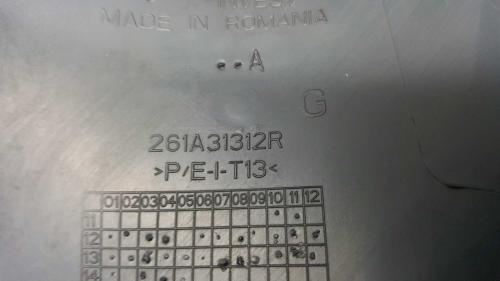 INVEST
MADE IN ROMANIA
A
G
261A31312R
>P/E-I-T13<
01 02 03 04 05 06 07 08 09 10 11 12
11
12
13
14